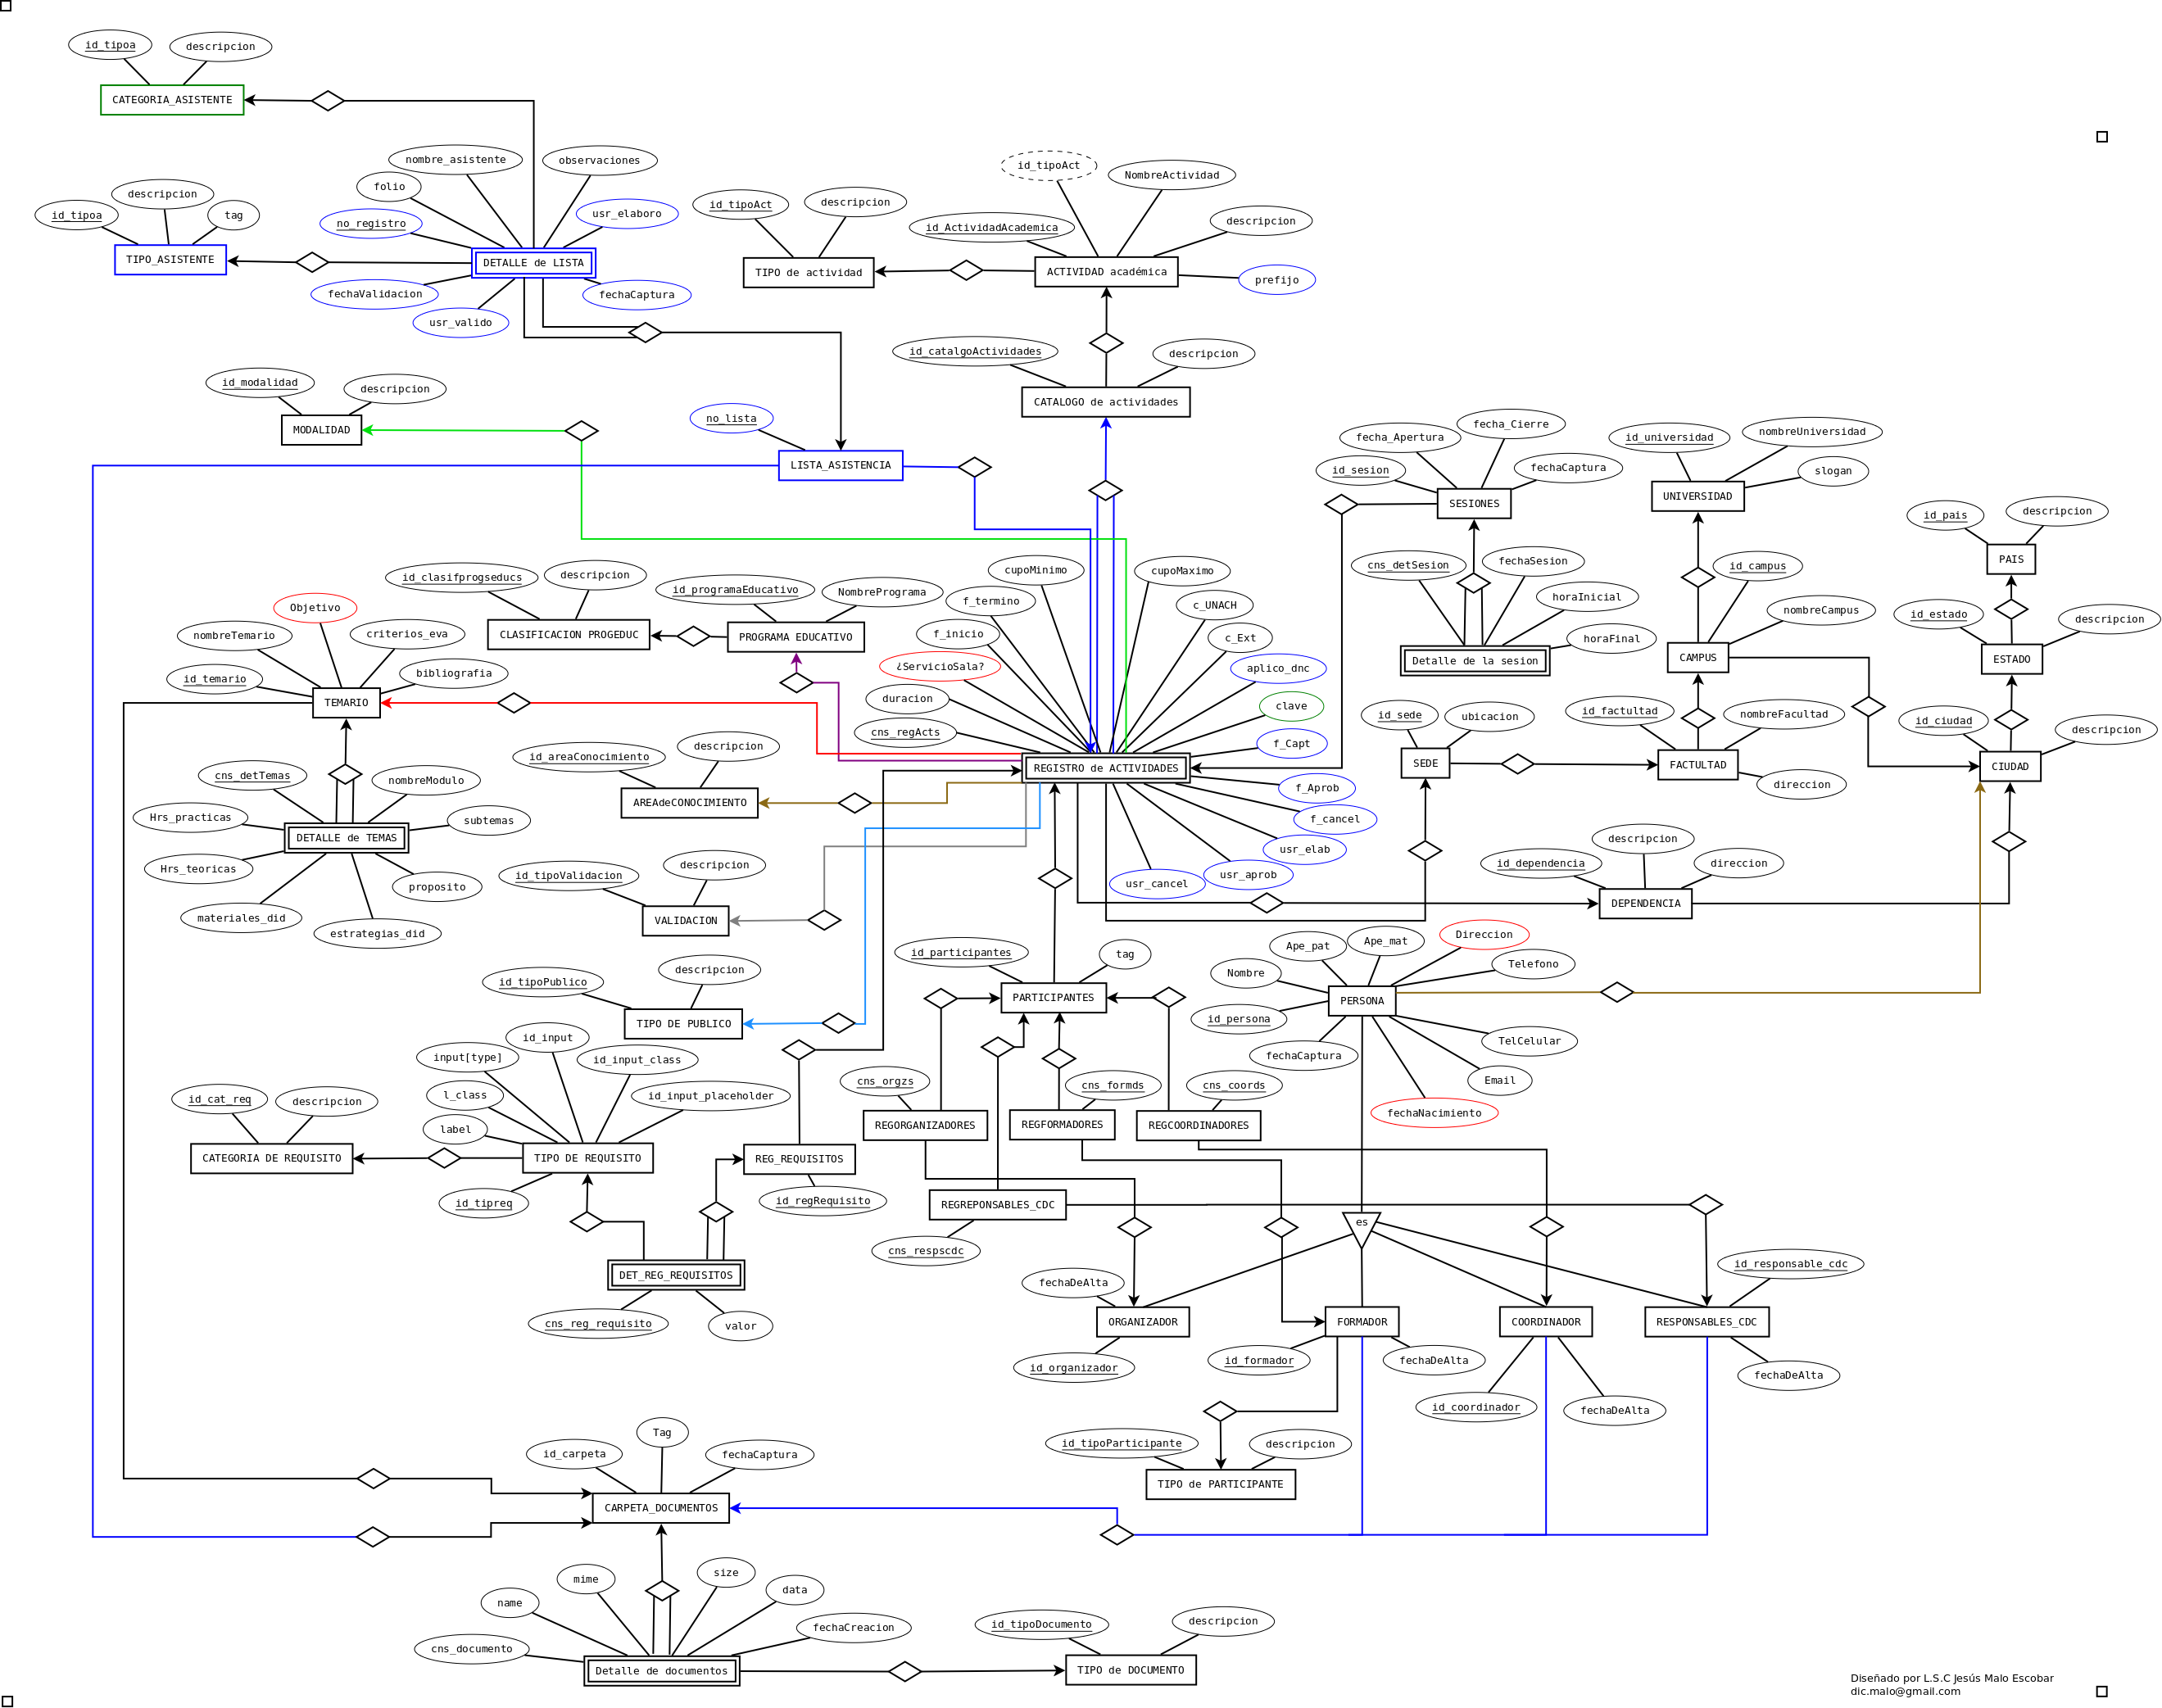 id_tipoa
descripcion
CATEGORIA_ASISTENTE
nombre_asistente
observaciones
folio
no_registro
usr_elaboro
DETALLE de LISTA
fechaValidacion
fechaCaptura
usr_valido
id_tipoa
descripcion
tag
TIPO_ASISTENTE
id_tipoAct
descripcion
TIPO de actividad
id_tipoAct
NombreActividad
id_ActividadAcademica
descripcion
ACTIVIDAD académica
prefijo
id_catalgoActividades
descripcion
CATALOGO de actividades
id_modalidad
descripcion
MODALIDAD
no_lista
LISTA_ASISTENCIA
fecha_Apertura
fecha_Cierre
id_sesion
fechaCaptura
SESIONES
cns_detSesion
fechaSesion
horaInicial
horaFinal
Detalle de la sesion
id_universidad
nombreUniversidad
slogan
UNIVERSIDAD
id_campus
nombreCampus
CAMPUS
id_factultad
nombreFacultad
FACTULTAD
direccion
id_pais
descripcion
PAIS
id_estado
descripcion
ESTADO
id_ciudad
descripcion
CIUDAD
id_sede
ubicacion
SEDE
id_clasifprogseducs
descripcion
CLASIFICACION PROGEDUC
id_programaEducativo
NombrePrograma
PROGRAMA EDUCATIVO
cupoMinimo
cupoMaximo
f_termino
c_UNACH
f_inicio
c_Ext
¿ServicioSala?
aplico_dnc
duracion
clave
cns_regActs
f_Capt
REGISTRO de ACTIVIDADES
f_Aprob
f_cancel
usr_elab
usr_aprob
usr_cancel
Objetivo
nombreTemario
criterios_eva
id_temario
bibliografia
TEMARIO
cns_detTemas
nombreModulo
Hrs_practicas
subtemas
DETALLE de TEMAS
Hrs_teoricas
proposito
materiales_did
estrategias_did
id_areaConocimiento
descripcion
AREAdeCONOCIMIENTO
id_tipoValidacion
descripcion
VALIDACION
id_tipoPublico
descripcion
TIPO DE PUBLICO
id_dependencia
descripcion
direccion
DEPENDENCIA
id_participantes
tag
PARTICIPANTES
Ape_pat
Ape_mat
Direccion
Nombre
Telefono
PERSONA
id_persona
TelCelular
fechaCaptura
Email
fechaNacimiento
id_input
input[type]
id_input_class
l_class
id_input_placeholder
label
TIPO DE REQUISITO
id_tipreq
id_cat_req
descripcion
CATEGORIA DE REQUISITO
REG_REQUISITOS
id_regRequisito
DET_REG_REQUISITOS
cns_reg_requisito
valor
cns_orgzs
REGORGANIZADORES
cns_formds
REGFORMADORES
cns_coords
REGCOORDINADORES
REGREPONSABLES_CDC
cns_respscdc
es
fechaDeAlta
ORGANIZADOR
id_organizador
FORMADOR
id_formador
fechaDeAlta
COORDINADOR
id_coordinador
fechaDeAlta
id_responsable_cdc
RESPONSABLES_CDC
fechaDeAlta
id_tipoParticipante
descripcion
TIPO de PARTICIPANTE
Tag
id_carpeta
fechaCaptura
CARPETA_DOCUMENTOS
mime
size
name
data
cns_documento
fechaCreacion
Detalle de documentos
id_tipoDocumento
descripcion
TIPO de DOCUMENTO
Diseñado por L.S.C Jesús Malo Escobar
dic.malo@gmail.com